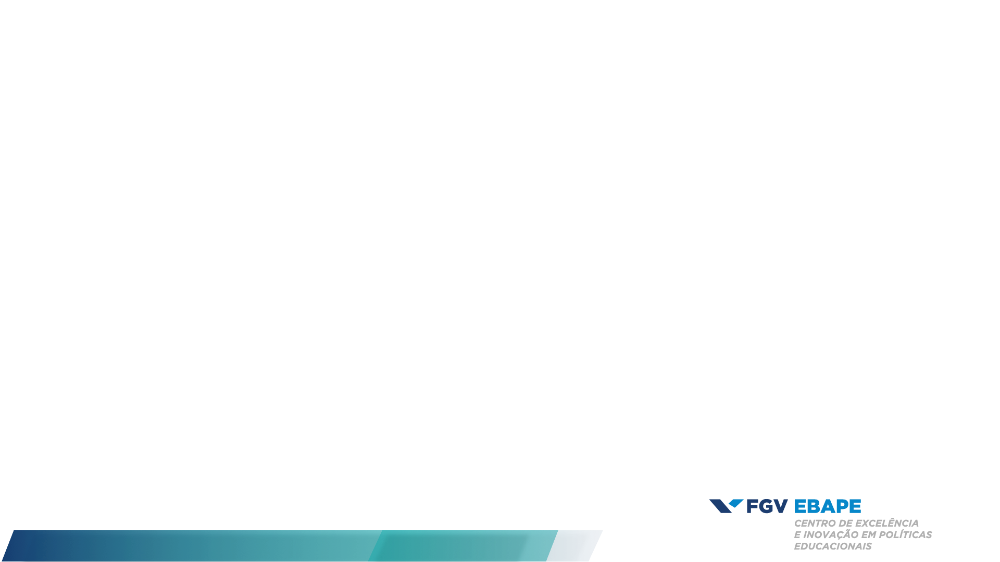 FGV EBAPE
CENTRO DE EXCELÊNCIA
E INOVAÇÃO EM POLÍTICAS
EDUCACIONAIS